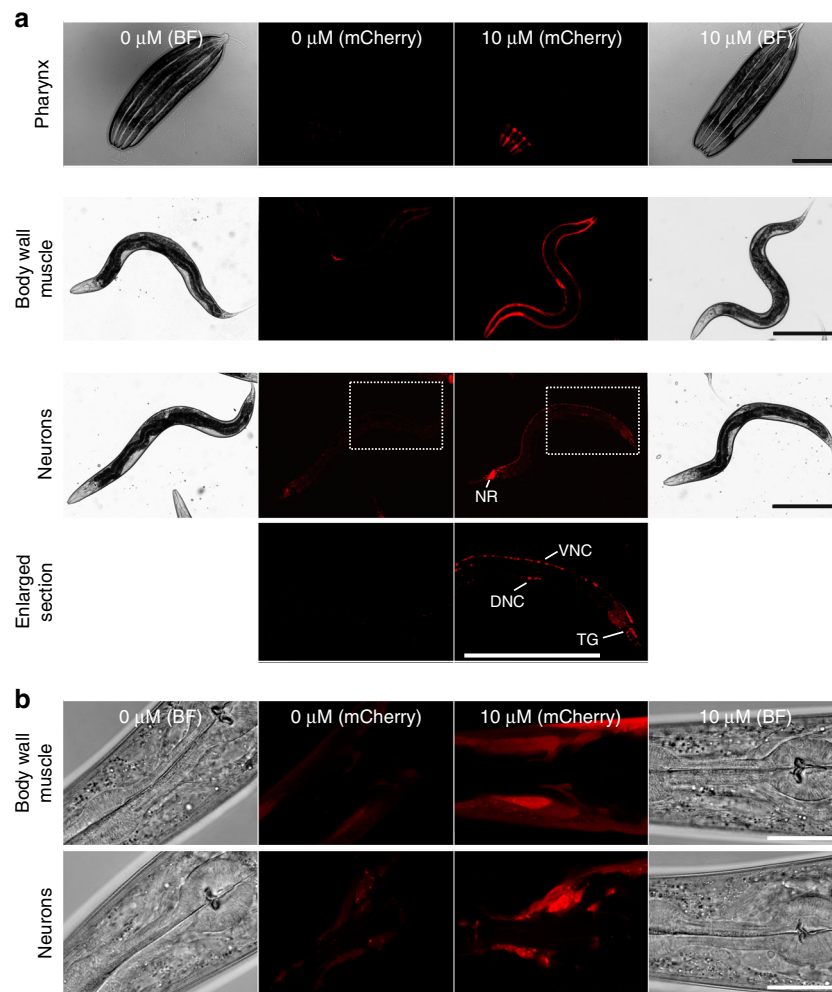 a
0 μM (BF)
0 μM (mCherry)
10 μM (mCherry)
10 μM (BF)
Pharynx
Body wall
muscle
Neurons
NR
Enlarged
section
VNC
DNC
TG
b
0 μM (BF)
0 μM (mCherry)
10 μM (mCherry)
10 μM (BF)
Body wall
muscle
Neurons